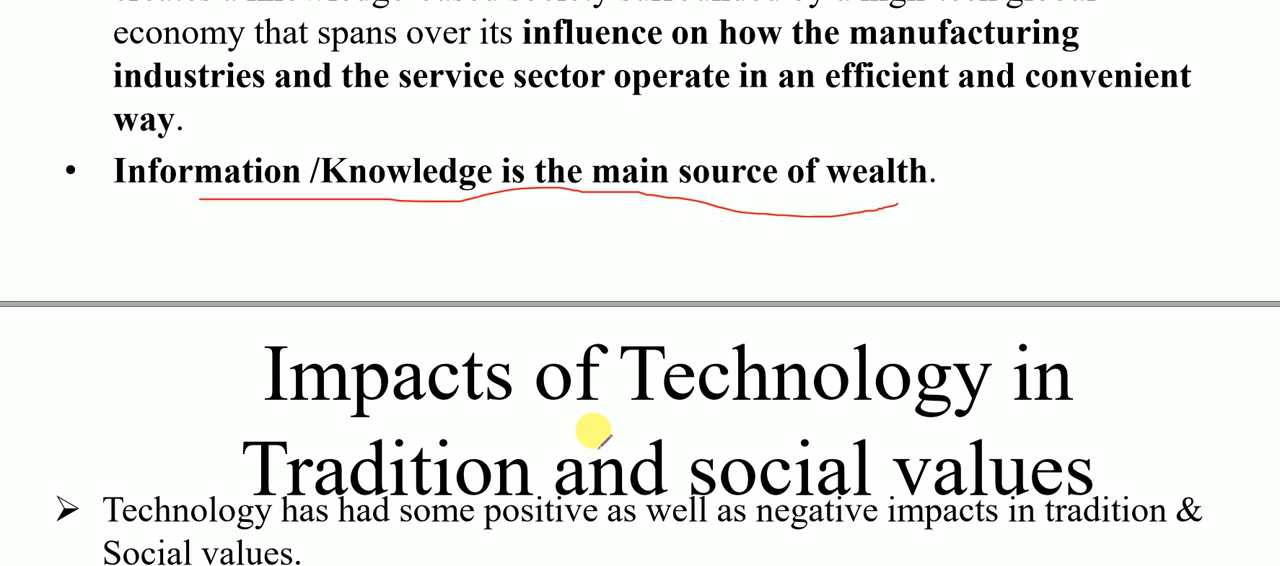 economy that spans over its influence on how the manufacturing
industries and the service sector operate in an efficient and convenient
way.
• Information /Knowledge is the main source of wealth.
Impacts of Technology in
Tradition and social values
➢ Technology has had some positive as well as negative impacts in tradition &
Social values.